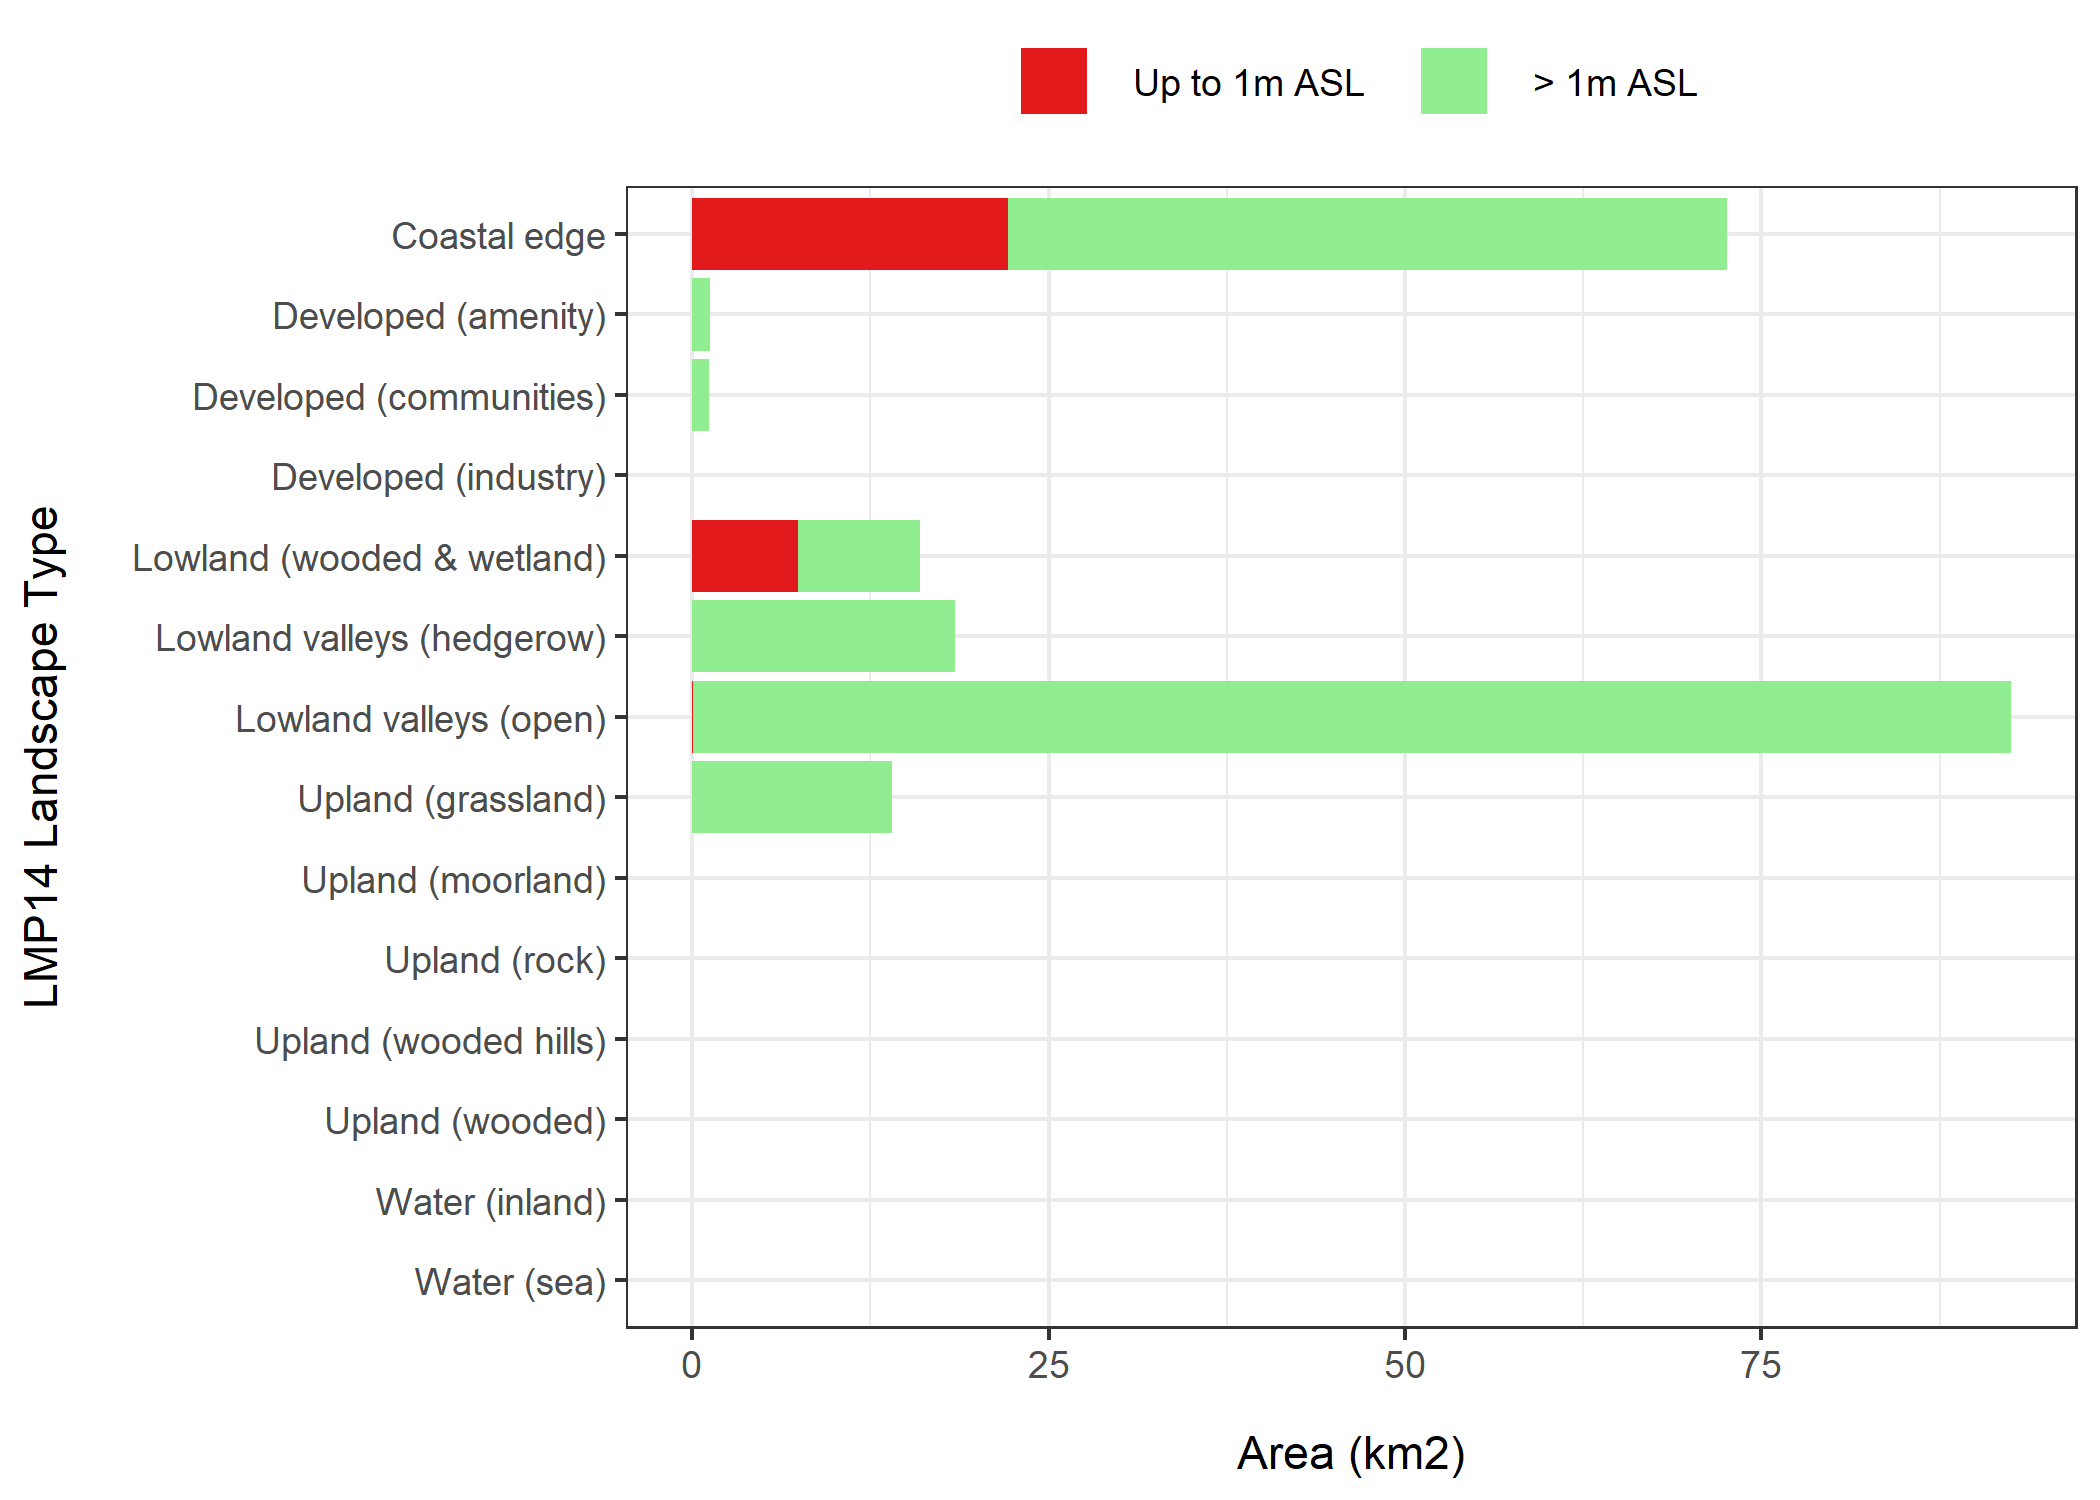 Up to 1m ASL
> 1m ASL
LMP14 Landscape Type
Coastal edge
Developed (amenity)
Developed (communities)
Developed (industry)
Lowland (wooded & wetland)
Lowland valleys (hedgerow)
Lowland valleys (open)
Upland (grassland)
Upland (moorland)
Upland (rock)
Upland (wooded hills)
Upland (wooded)
Water (inland)
Water (sea)
0 25 50 75
Area (km2)